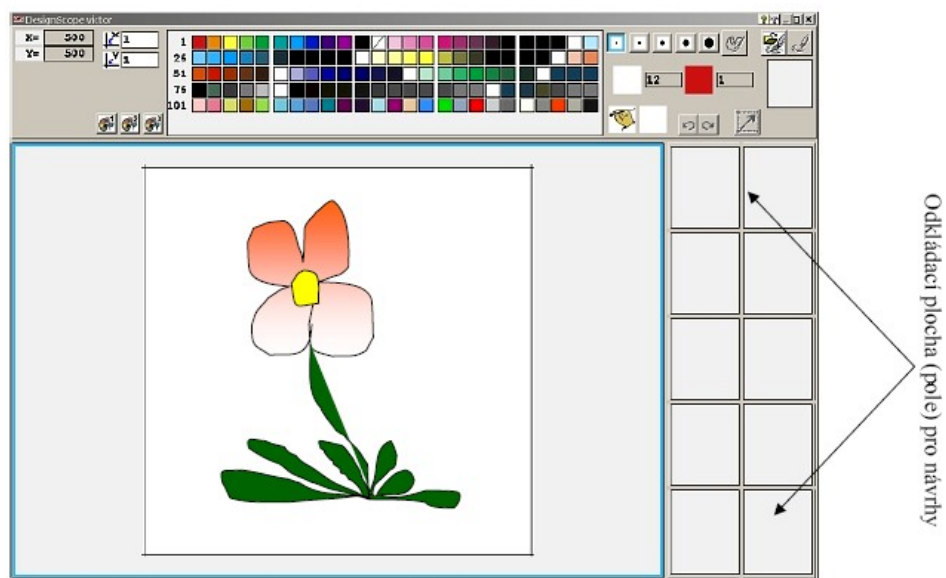 DesignScope victor
X= 500
Y= 500
X 1
Y 1
1
26
51
76
101
12
1
Odkládací plocha (pole) pro návrhy